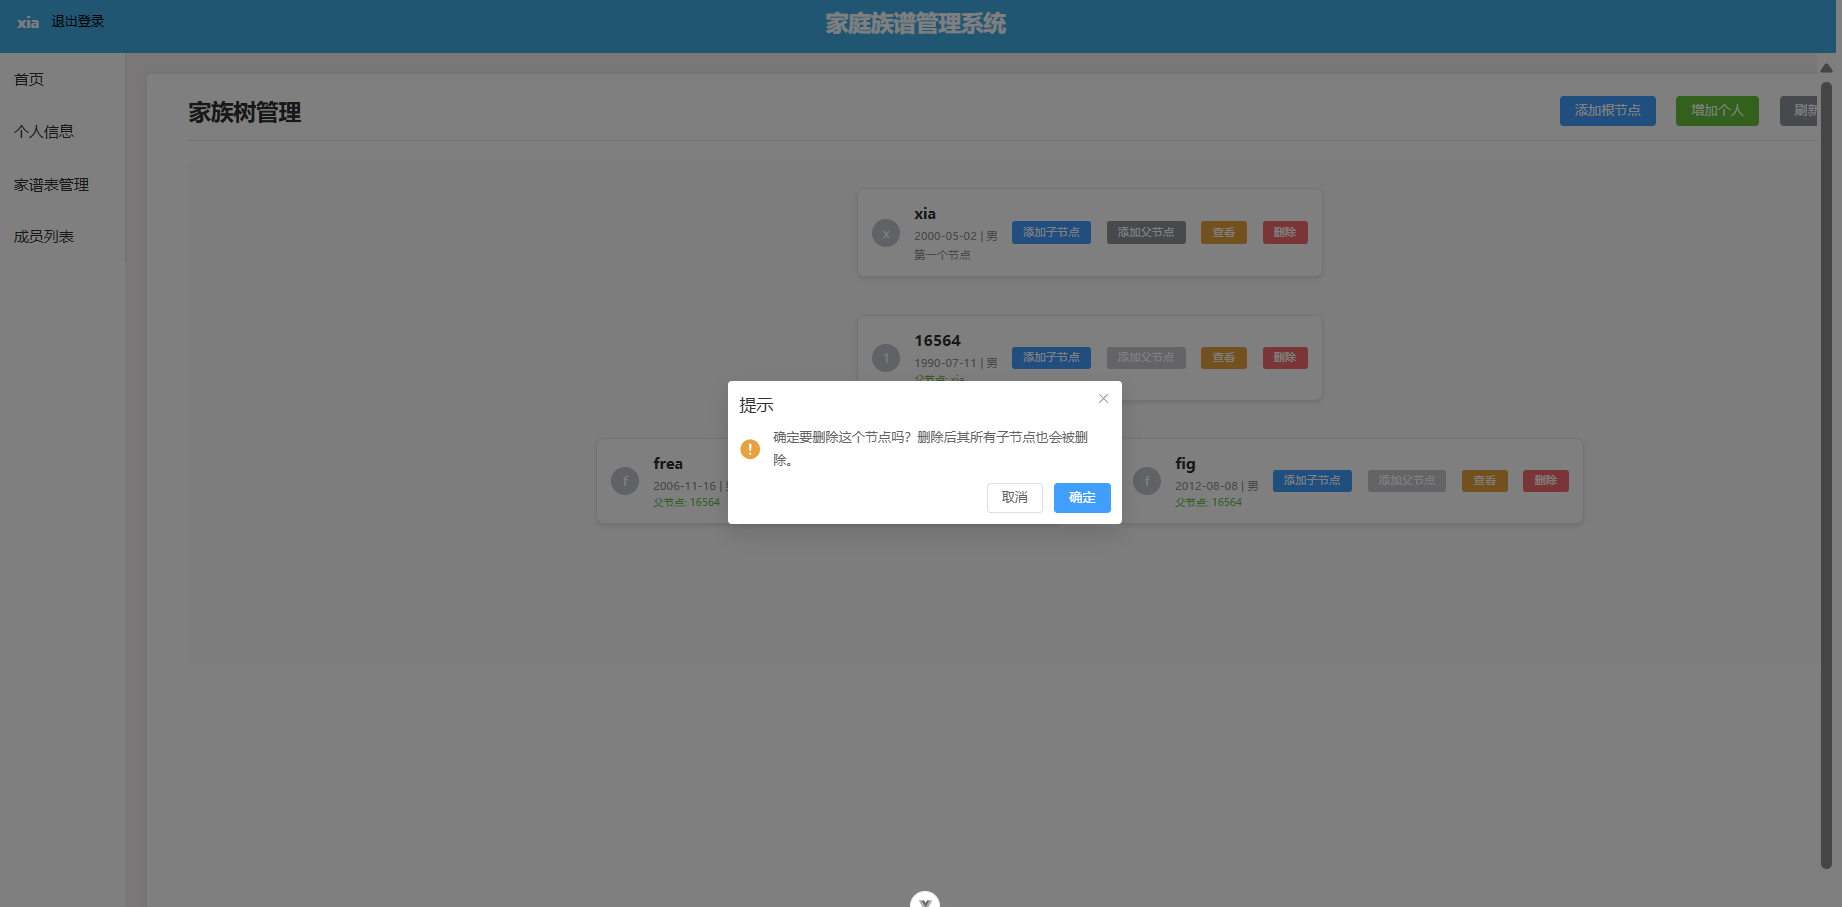 xia 退出登录
家庭族谱管理系统
首页
个人信息
家谱表管理
成员列表
家族树管理
添加根节点 增加个人 刷新
x
xia
2000-05-02 | 男
第一个节点
添加子节点 添加父节点 查看 删除
1
16564
1990-07-11 | 男
父节点: xia
添加子节点 添加父节点 查看 删除
f
frea
2006-11-16 |
父节点: 16564
f
fig
2012-08-08 | 男
父节点: 16564
添加子节点 添加父节点 查看 删除
提示
确定要删除这个节点吗？删除后其所有子节点也会被删
除。
取消 确定